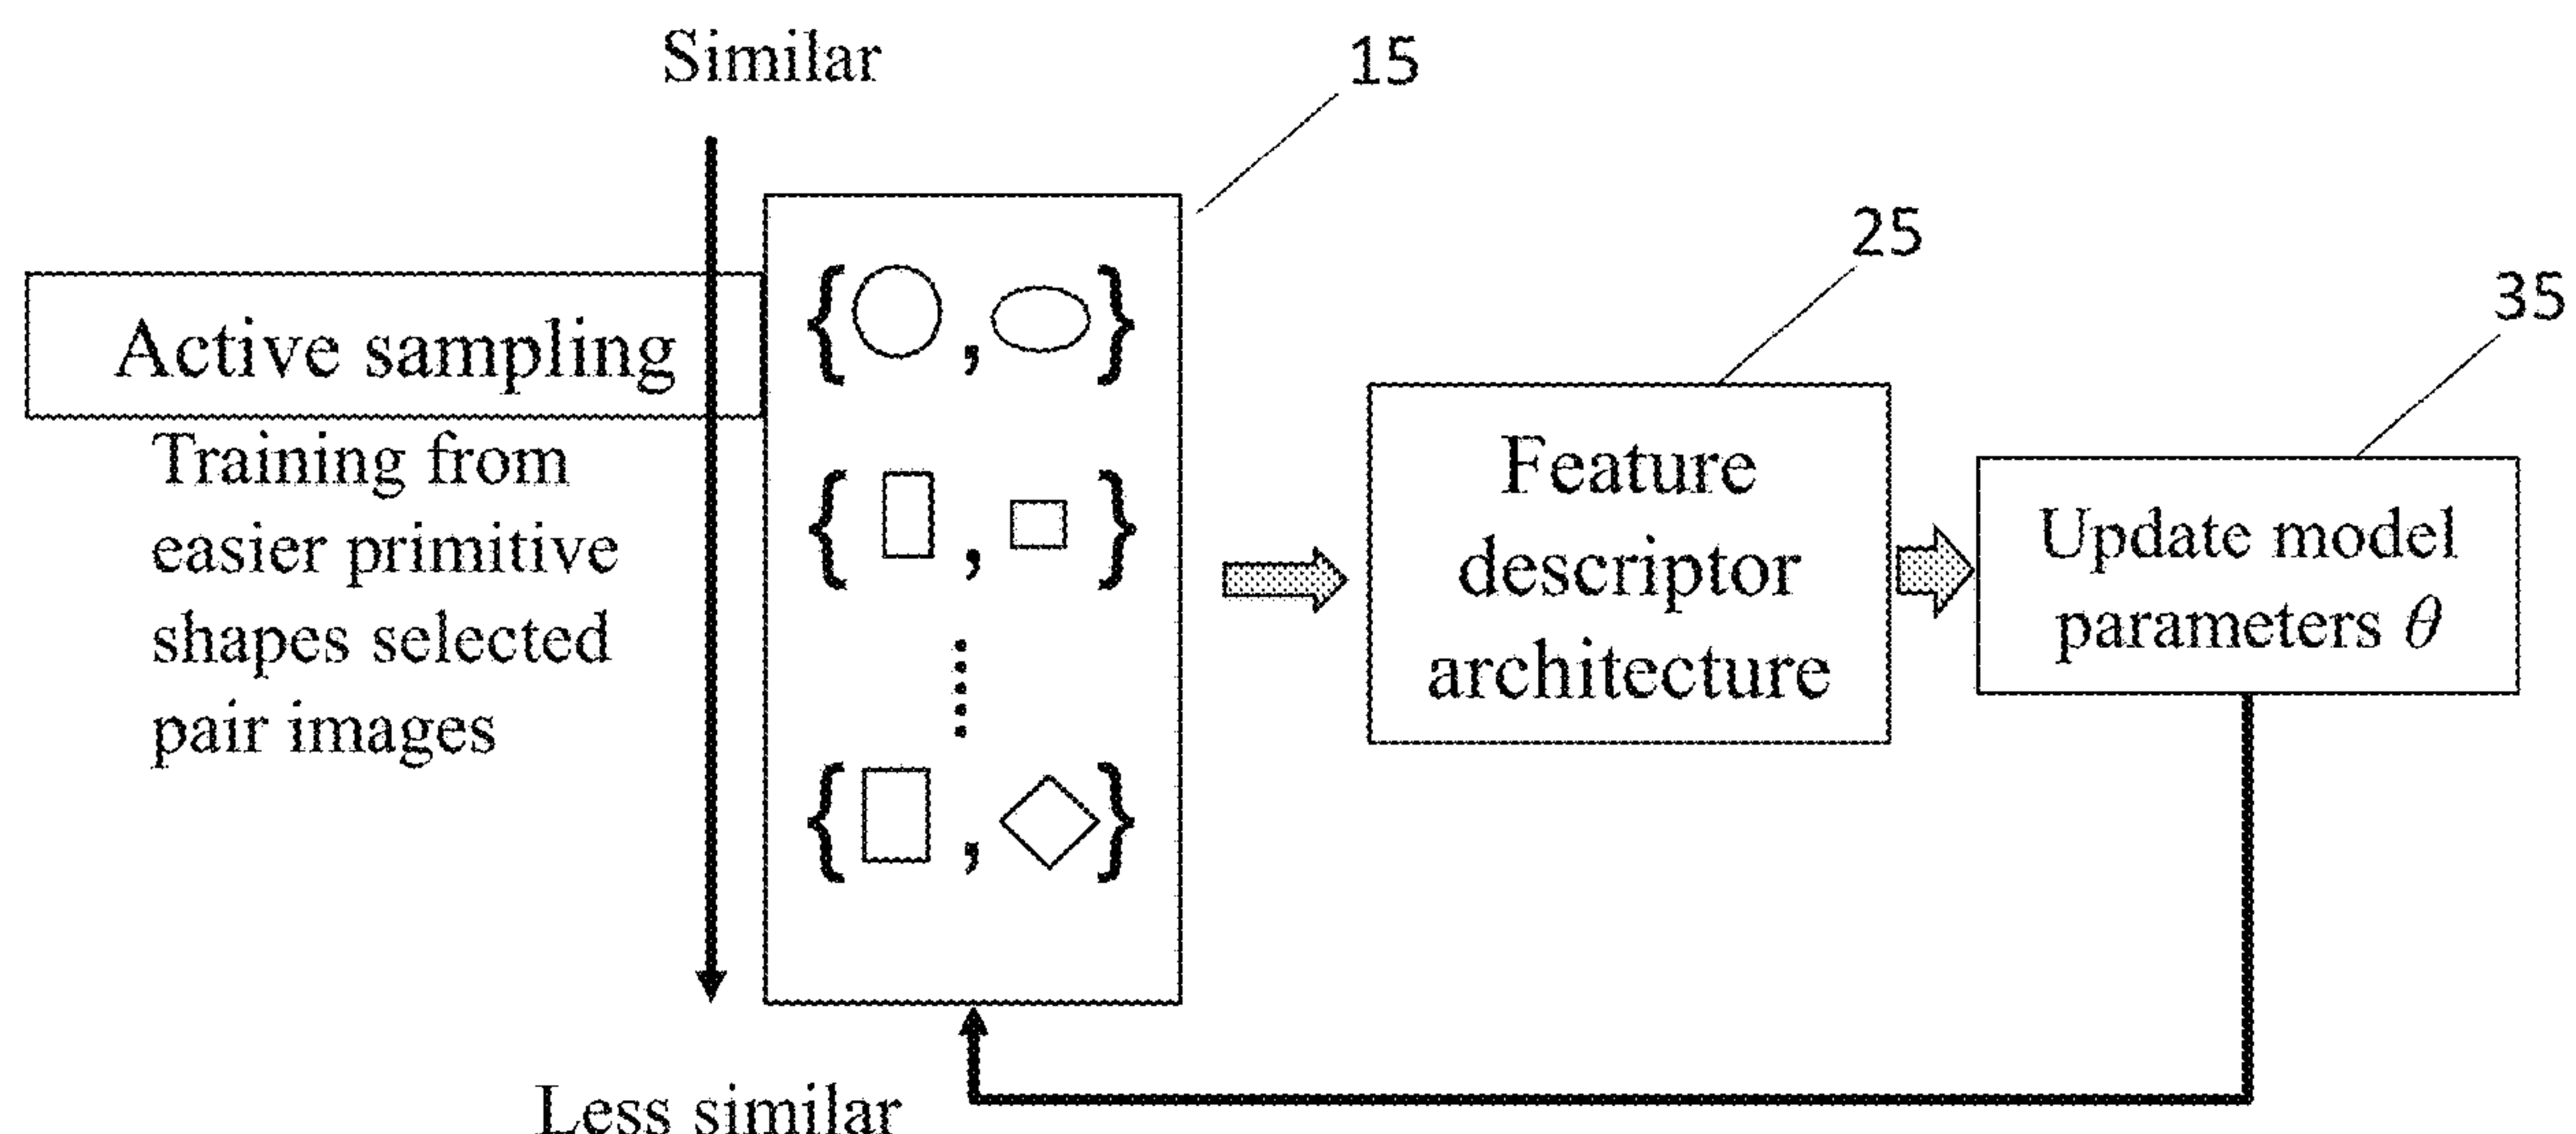 Similar
15
25
35
Active sampling
Training from
easier primitive
shapes selected
pair images
{ , }
{ , }
{ , }
Feature
descriptor
architecture
Update model
parameters θ
Less similar